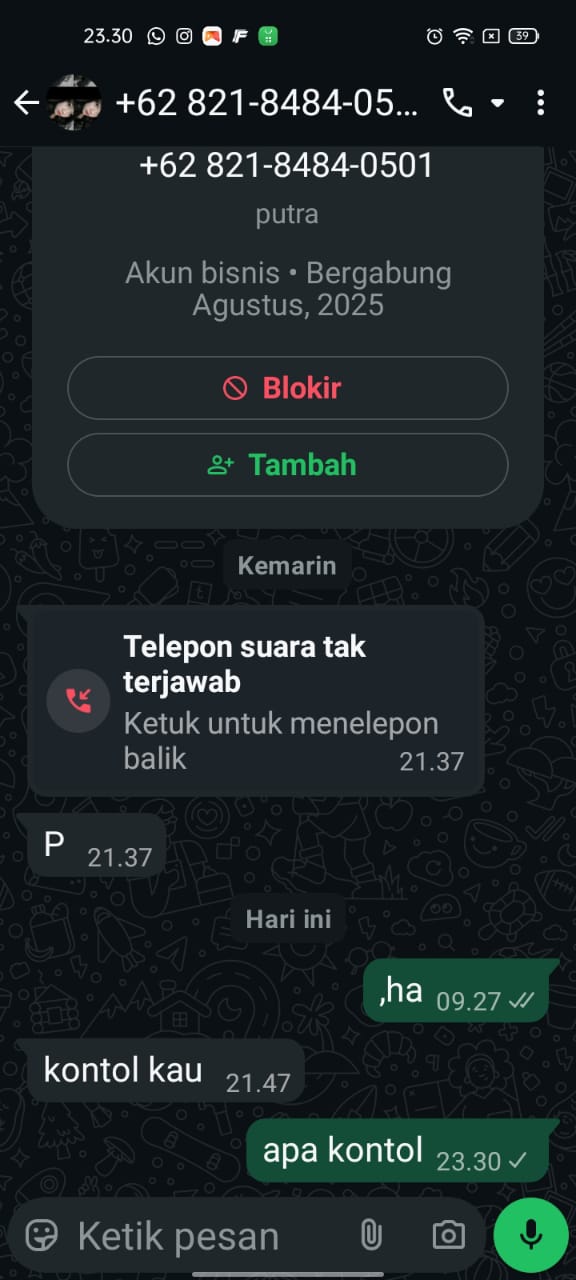 23.30
39
+62 821-8484-05...
+62 821-8484-0501
putra
Akun bisnis • Bergabung
Agustus, 2025
Blokir
Tambah
Kemarin
Telepon suara tak
terjawab
Ketuk untuk menelepon
balik 21.37
P 21.37
Hari ini
,ha 09.27
kontol kau 21.47
apa kontol 23.30
Ketik pesan